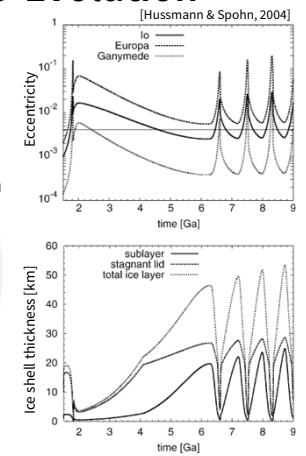 [Hussmann & Spohn, 2004]
Io
Europa
Ganymede
Eccentricity
1
10-1
10-2
10-3
10-4
2 3 4 5 6 7 8 9
time [Ga]
sublayer
stagnant lid
total ice layer
Ice shell thickness [km]
60
50
40
30
20
10
0
2 3 4 5 6 7 8 9
time [Ga]